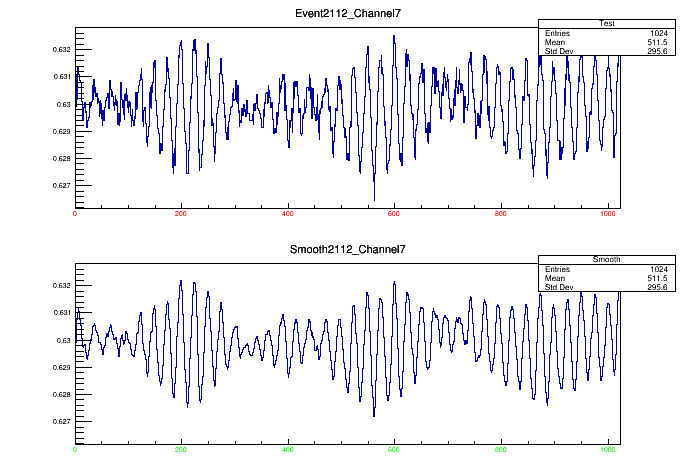 Event2112_Channel7
Test
Entries 1024
Mean 511.5
Std Dev 295.6
0.632
0.631
0.63
0.629
0.628
0.627
0 200 400 600 800 1000
Smooth2112_Channel7
Smooth
Entries 1024
Mean 511.5
Std Dev 295.6
0.632
0.631
0.63
0.629
0.628
0.627
0 200 400 600 800 1000